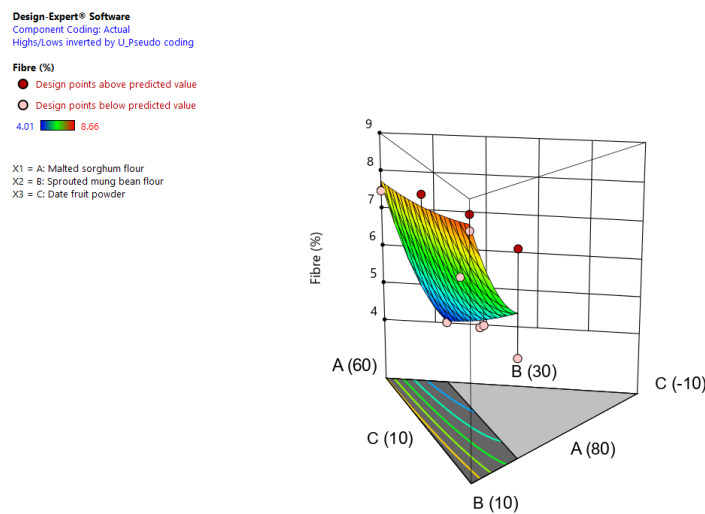 Design-Expert® Software
Component Coding: Actual
Highs/Lows inverted by U_Pseudo coding
Fibre (%)
Design points above predicted value
Design points below predicted value
4.01 8.66
X1 = A: Malted sorghum flour
X2 = B: Sprouted mung bean flour
X3 = C: Date fruit powder
9
8
7
6
5
4
Fibre (%)
A (60)
B (30)
C (-10)
C (10)
A (80)
B (10)